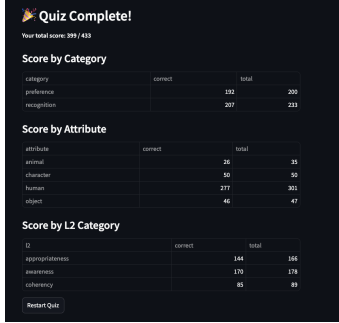 🎉 Quiz Complete!
Your total score: 399 / 433
Score by Category
category correct total
preference 192 200
recognition 207 233
Score by Attribute
attribute correct total
animal 26 35
character 50 50
human 277 301
object 46 47
Score by L2 Category
l2 correct total
appropriateness 144 166
awareness 170 178
coherency 85 89
Restart Quiz